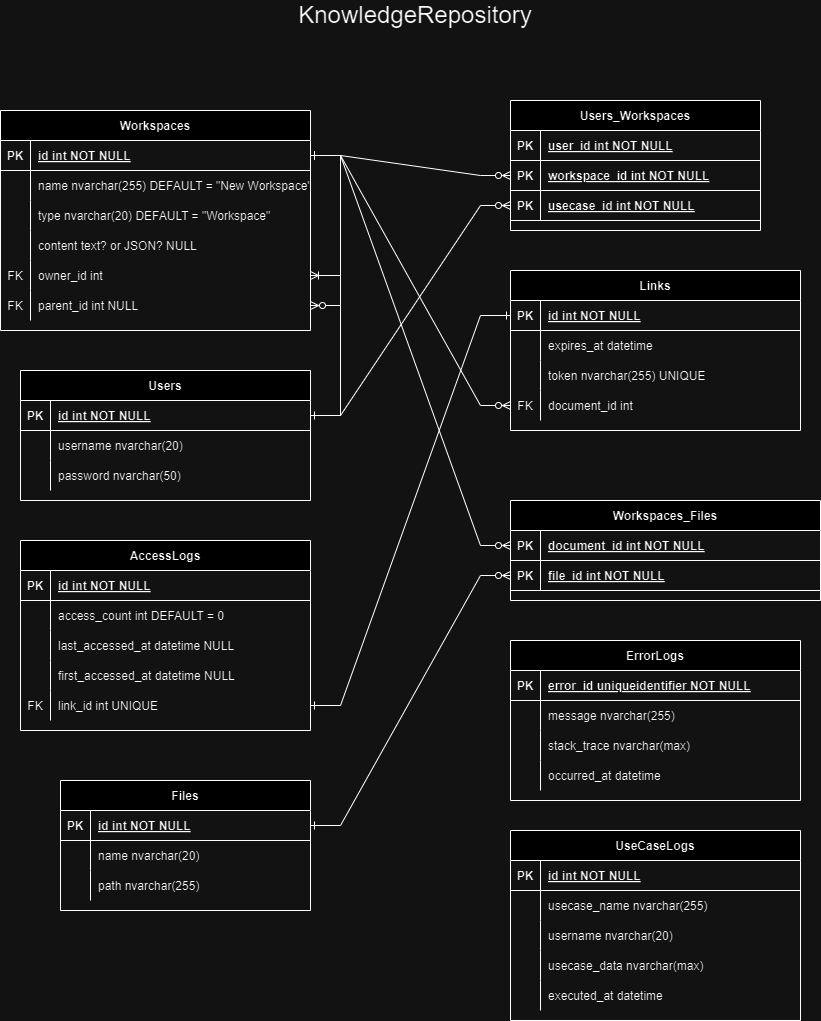 KnowledgeRepository
Workspaces
PK id int NOT NULL
name nvarchar(255) DEFAULT = "New Workspace"
type nvarchar(20) DEFAULT = "Workspace"
content text? or JSON? NULL
FK owner_id int
FK parent_id int NULL
Users
PK id int NOT NULL
username nvarchar(20)
password nvarchar(50)
AccessLogs
PK id int NOT NULL
access_count int DEFAULT = 0
last_accessed_at datetime NULL
first_accessed_at datetime NULL
FK link_id int UNIQUE
Files
PK id int NOT NULL
name nvarchar(20)
path nvarchar(255)
Users_Workspaces
PK user_id int NOT NULL
PK workspace_id int NOT NULL
PK usecase_id int NOT NULL
Links
PK id int NOT NULL
expires_at datetime
token nvarchar(255) UNIQUE
FK document_id int
Workspaces_Files
PK document_id int NOT NULL
PK file_id int NOT NULL
ErrorLogs
PK error_id uniqueidentifier NOT NULL
message nvarchar(255)
stack_trace nvarchar(max)
occurred_at datetime
UseCaseLogs
PK id int NOT NULL
usecase_name nvarchar(255)
username nvarchar(20)
usecase_data nvarchar(max)
executed_at datetime